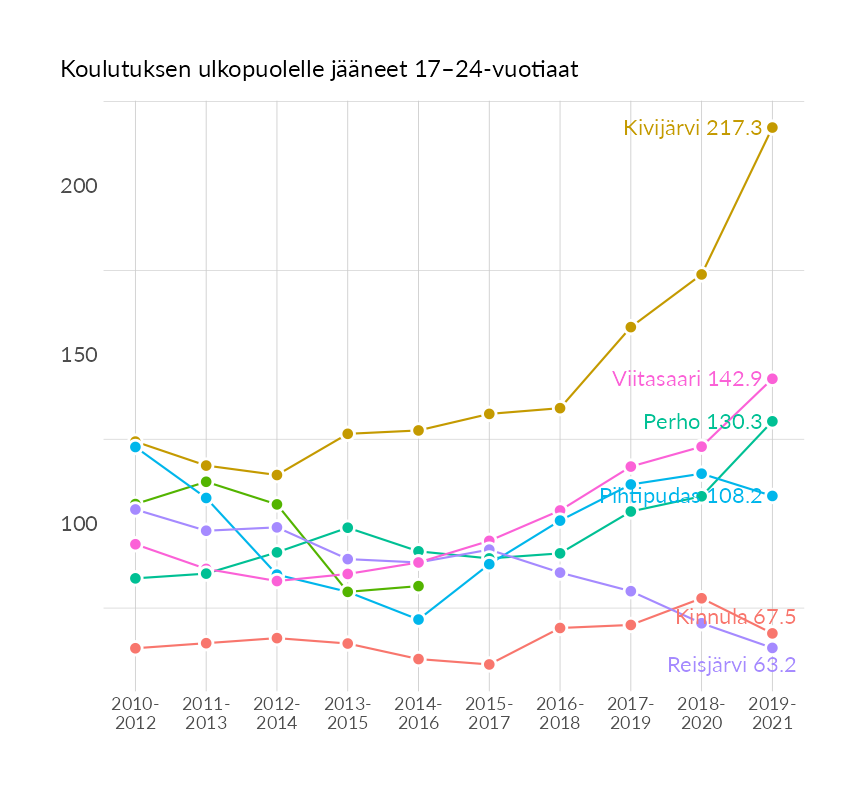 Koulutuksen ulkopuolelle jääneet 17–24-vuotiaat
Kivijärvi 217.3
200
150
Viitasaari 142.9
Perho 130.3
Pihtipudas 108.2
100
Kinnula 67.5
Reisjärvi 63.2
2010- 2011- 2012- 2013- 2014- 2015- 2016- 2017- 2018- 2019-
2012 2013 2014 2015 2016 2017 2018 2019 2020 2021